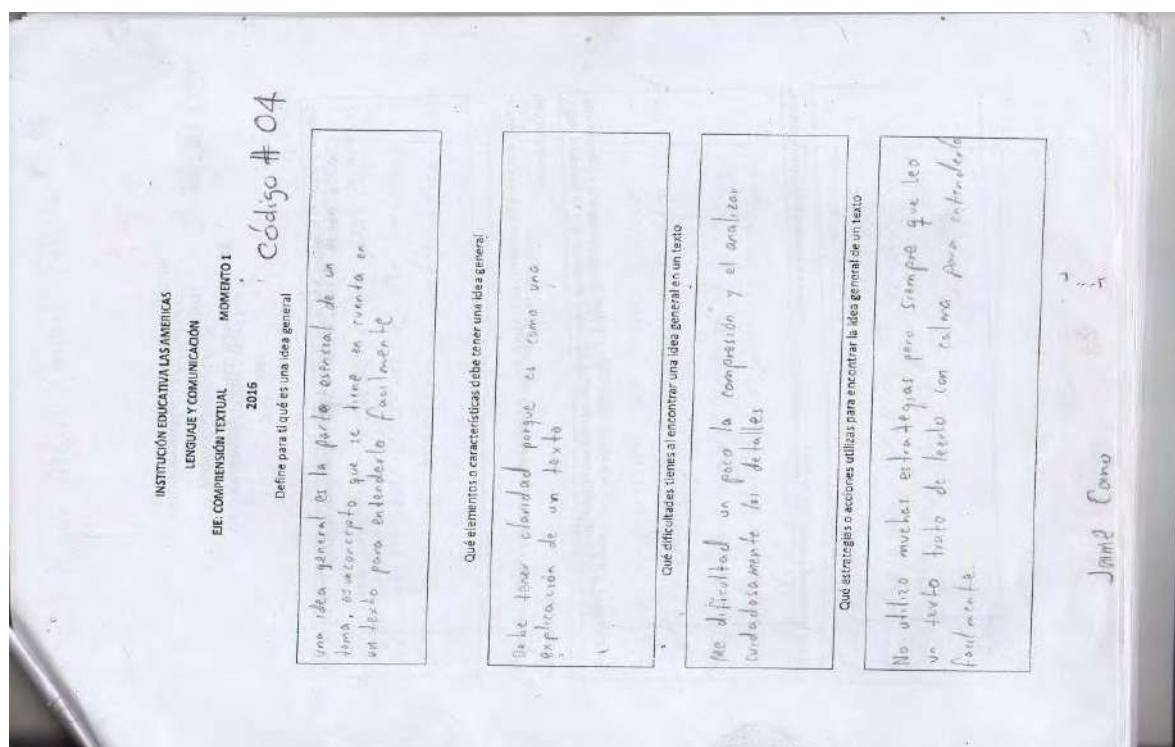 INSTITUCIÓN EDUCATIVA LAS AMERICAS
LENGUAJE Y COMUNICACIÓN
EJE: COMPRENSIÓN TEXTUAL MOMENTO 1
2016
Código # 04
Define para ti qué es una idea general
una idea general es la parte esencial de un
tema, es un concepto que se tiene en cuenta en
un texto para entenderlo facilmente
Qué elementos o características debe tener una idea general
Debe tener claridad porque es como una
explicación de un texto
Qué dificultades tienes al encontrar una idea general en un texto
Me dificultad un poco la compresión y el analizar
cuidadosamente los detalles
Qué estrategias o acciones utilizas para encontrar la idea general de un texto
No utilizo muchas estrategias pero siempre que leo
un texto trato de leerlo con calma para entenderlo
facilmente.